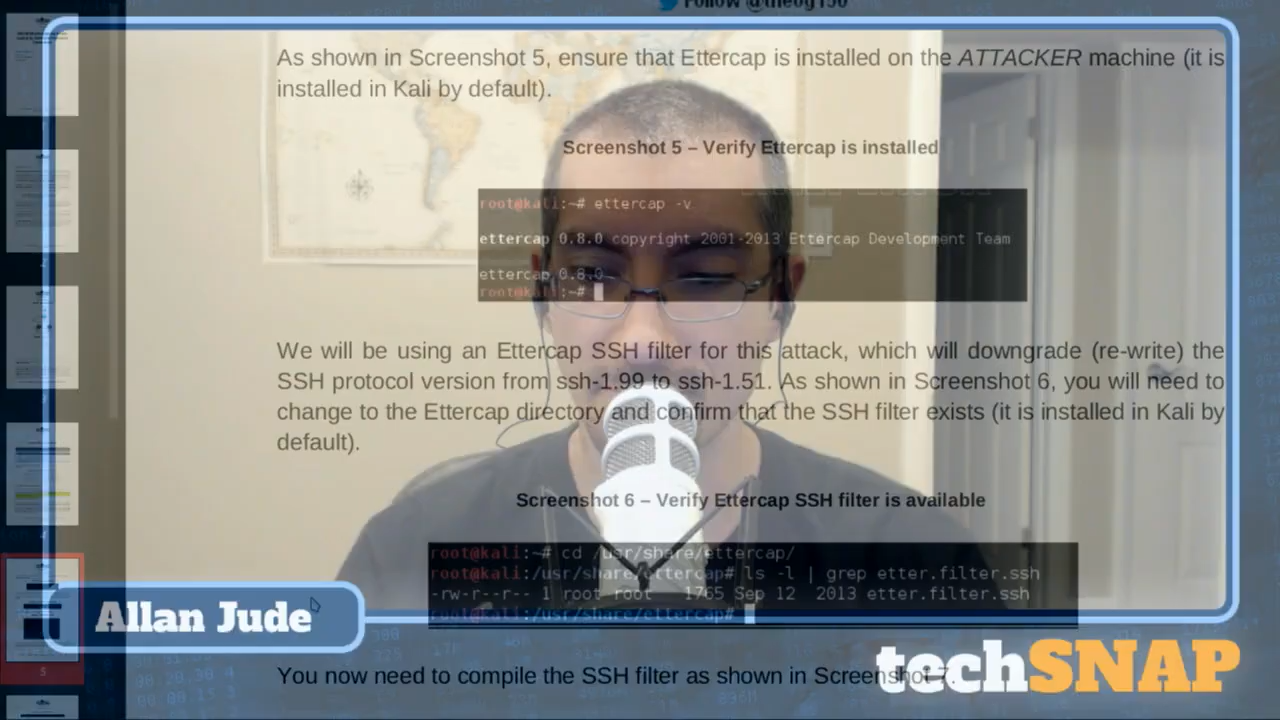 Follow @theog150
As shown in Screenshot 5, ensure that Ettercap is installed on the ATTACKER machine (it is
installed in Kali by default).
Screenshot 5 – Verify Ettercap is installed
root@kali:~# ettercap -v
ettercap 0.8.0 copyright 2001-2013 Ettercap Development Team
ettercap 0.8.0
root@kali:~#
We will be using an Ettercap SSH filter for this attack, which will downgrade (re-write) the
SSH protocol version from ssh-1.99 to ssh-1.51. As shown in Screenshot 6, you will need to
change to the Ettercap directory and confirm that the SSH filter exists (it is installed in Kali by
default).
Screenshot 6 – Verify Ettercap SSH filter is available
root@kali:~# cd /usr/share/ettercap/
root@kali:/usr/share/ettercap# ls -l | grep etter.filter.ssh
-rw-r--r-- 1 root root 1765 Sep 12 2013 etter.filter.ssh
root@kali:/usr/share/ettercap#
Allan Jude
techSNAP
You now need to compile the SSH filter as shown in Screenshot 7.
5